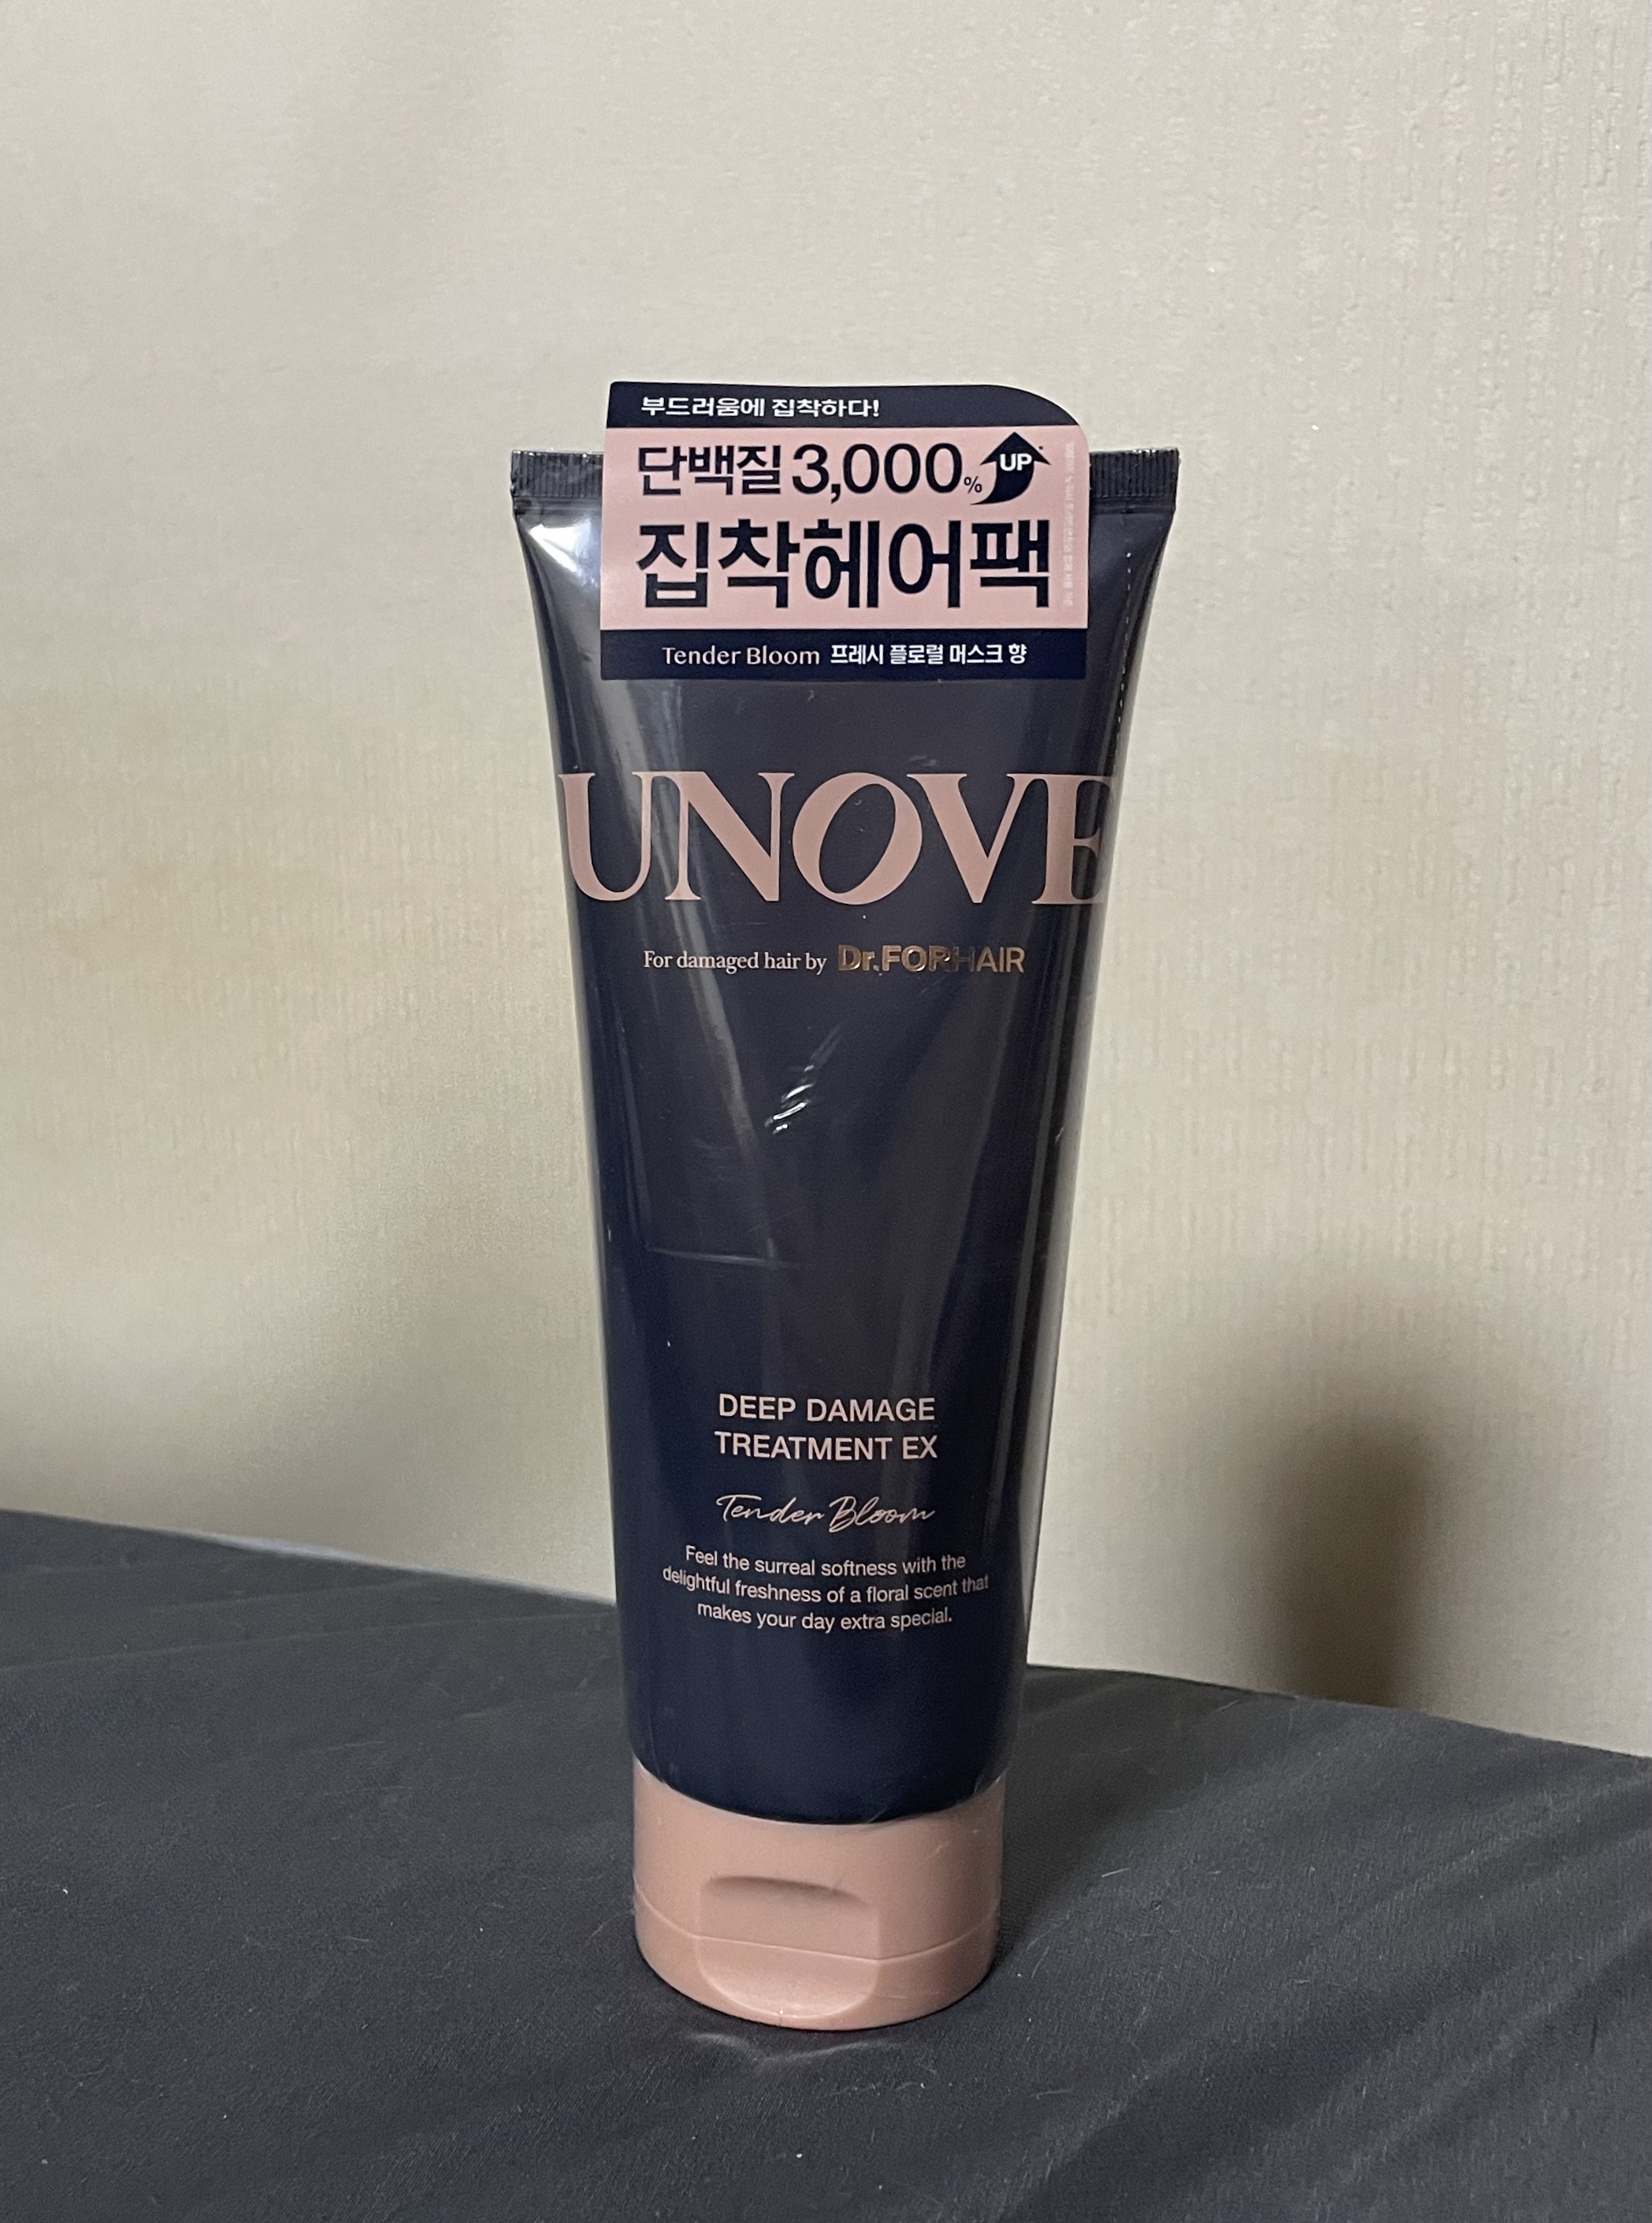 부드러움에 집착하다!
단백질 3,000% UP
집착헤어팩
Tender Bloom 프레시 플로럴 머스크 향
UNOVE
For damaged hair by Dr.FORHAIR
DEEP DAMAGE
TREATMENT EX
Tender Bloom
Feel the surreal softness with the
delightful freshness of a floral scent that
makes your day extra special.